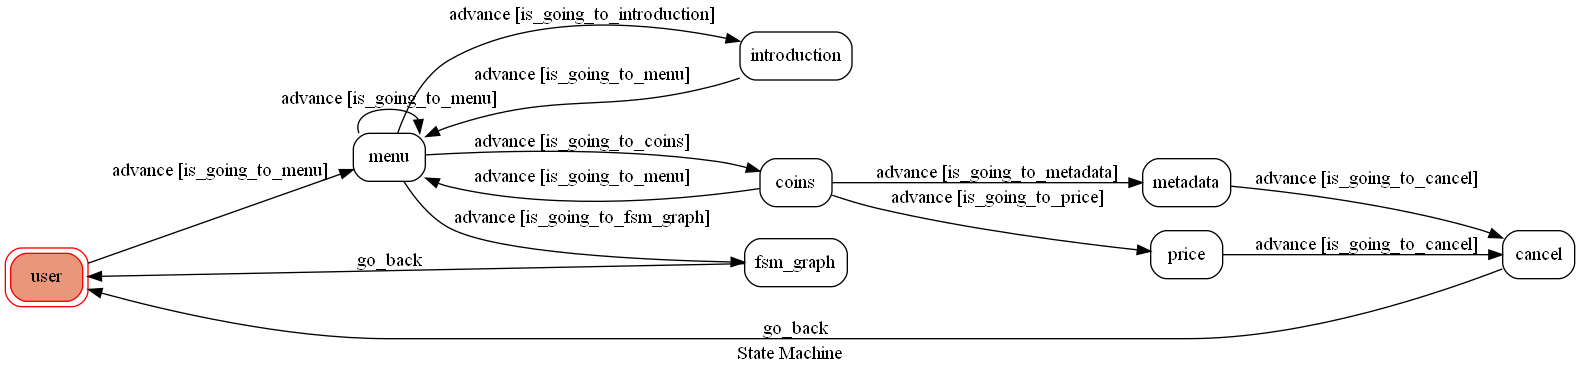 advance [is_going_to_introduction]
introduction
advance [is_going_to_menu]
advance [is_going_to_menu]
advance [is_going_to_coins]
menu
advance [is_going_to_menu]
advance [is_going_to_menu]
coins
advance [is_going_to_metadata]
metadata
advance [is_going_to_cancel]
advance [is_going_to_price]
advance [is_going_to_fsm_graph]
advance [is_going_to_cancel]
price
cancel
go_back
fsm_graph
user
go_back
State Machine